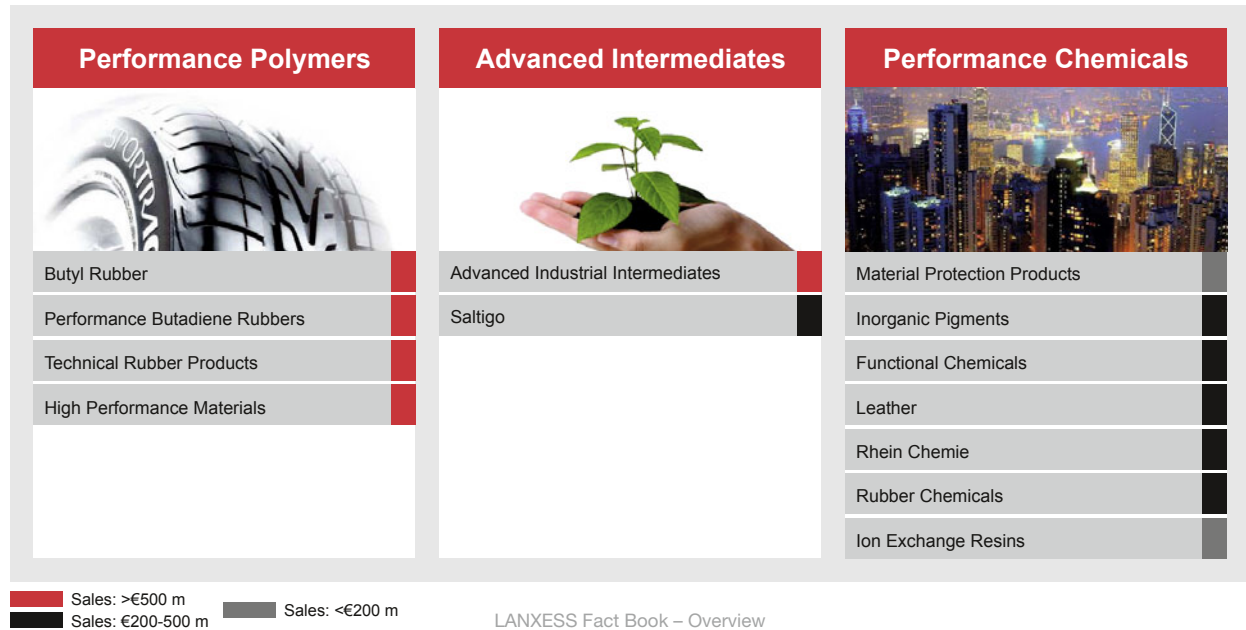 Performance Polymers
Advanced Intermediates
Performance Chemicals
SPORTRAC
Butyl Rubber
Performance Butadiene Rubbers
Technical Rubber Products
High Performance Materials
Advanced Industrial Intermediates
Saltigo
Material Protection Products
Inorganic Pigments
Functional Chemicals
Leather
Rhein Chemie
Rubber Chemicals
Ion Exchange Resins
Sales: >€500 m
Sales: €200-500 m
Sales: <€200 m
LANXESS Fact Book – Overview